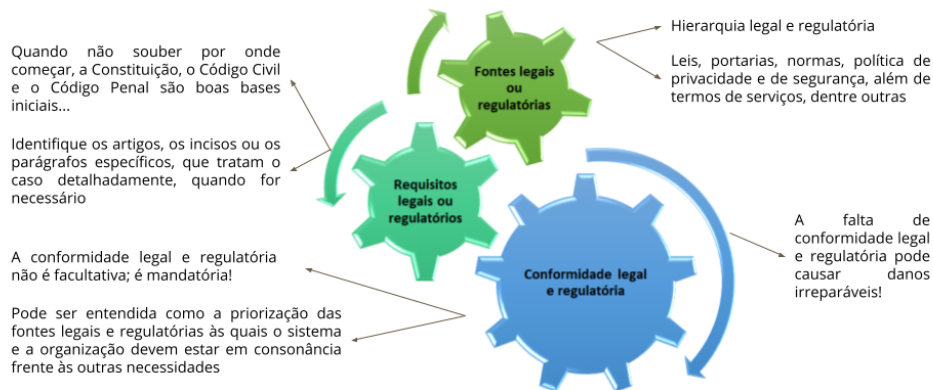 Quando não souber por onde
começar, a Constituição, o Código Civil
e o Código Penal são boas bases
iniciais...
Identifique os artigos, os incisos ou os
parágrafos específicos, que tratam o
caso detalhadamente, quando for
necessário
A conformidade legal e regulatória
não é facultativa; é mandatória!
Pode ser entendida como a priorização das
fontes legais e regulatórias às quais o sistema
e a organização devem estar em consonância
frente às outras necessidades
Fontes legais
ou
regulatórias
Requisitos
legais ou
regulatórios
Conformidade legal
e regulatória
Hierarquia legal e regulatória
Leis, portarias, normas, política de
privacidade e de segurança, além de
termos de serviços, dentre outras
A falta de
conformidade legal
e regulatória pode
causar danos
irreparáveis!